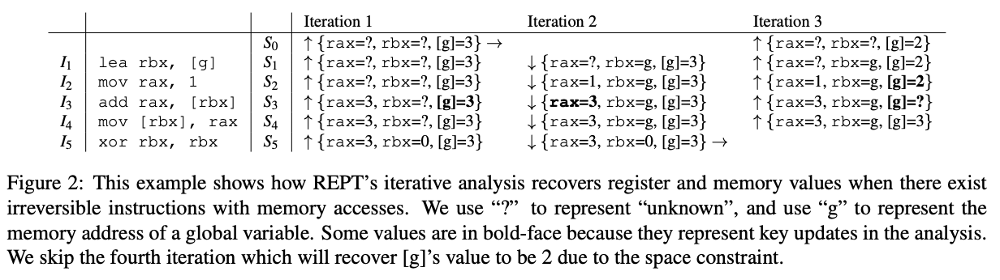 Iteration 1 Iteration 2 Iteration 3
S0 ↑{rax=?, rbx=?, [g]=3}→ ↑{rax=?, rbx=?, [g]=2}
I1 lea rbx, [g] S1 ↑{rax=?, rbx=?, [g]=3} ↓{rax=?, rbx=g, [g]=3} ↑{rax=?, rbx=g, [g]=2}
I2 mov rax, 1 S2 ↑{rax=?, rbx=?, [g]=3} ↓{rax=1, rbx=g, [g]=3} ↑{rax=1, rbx=g, [g]=2}
I3 add rax, [rbx] S3 ↑{rax=3, rbx=?, [g]=3} ↓{rax=3, rbx=g, [g]=3} ↑{rax=3, rbx=g, [g]=?}
I4 mov [rbx], rax S4 ↑{rax=3, rbx=?, [g]=3} ↓{rax=3, rbx=g, [g]=3} ↑{rax=3, rbx=g, [g]=3}
I5 xor rbx, rbx S5 ↑{rax=3, rbx=0, [g]=3} ↓{rax=3, rbx=0, [g]=3}→
Figure 2: This example shows how REPT's iterative analysis recovers register and memory values when there exist
irreversible instructions with memory accesses. We use “?” to represent “unknown”, and use “g” to represent the
memory address of a global variable. Some values are in bold-face because they represent key updates in the analysis.
We skip the fourth iteration which will recover [g]'s value to be 2 due to the space constraint.